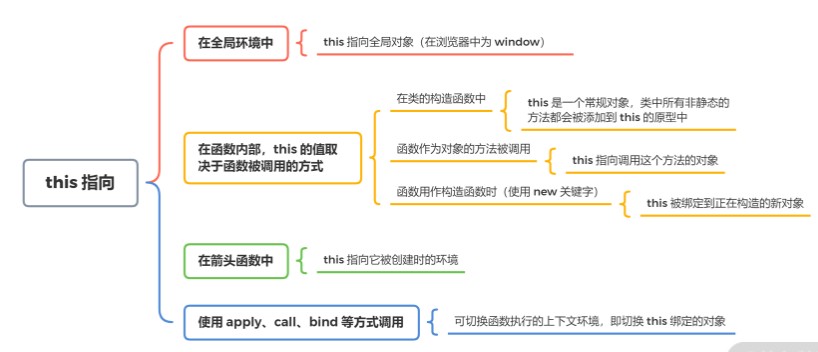 this 指向
在全局环境中
this 指向全局对象（在浏览器中为 window）
在函数内部，this 的值取
决于函数被调用的方式
在类的构造函数中
this 是一个常规对象，类中所有非静态的
方法都会被添加到 this 的原型中
函数作为对象的方法被调用
this 指向调用这个方法的对象
函数用作构造函数时（使用 new 关键字）
this 被绑定到正在构造的新对象
在箭头函数中
this 指向它被创建时的环境
使用 apply、call、bind 等方式调用
可切换函数执行的上下文环境，即切换 this 绑定的对象